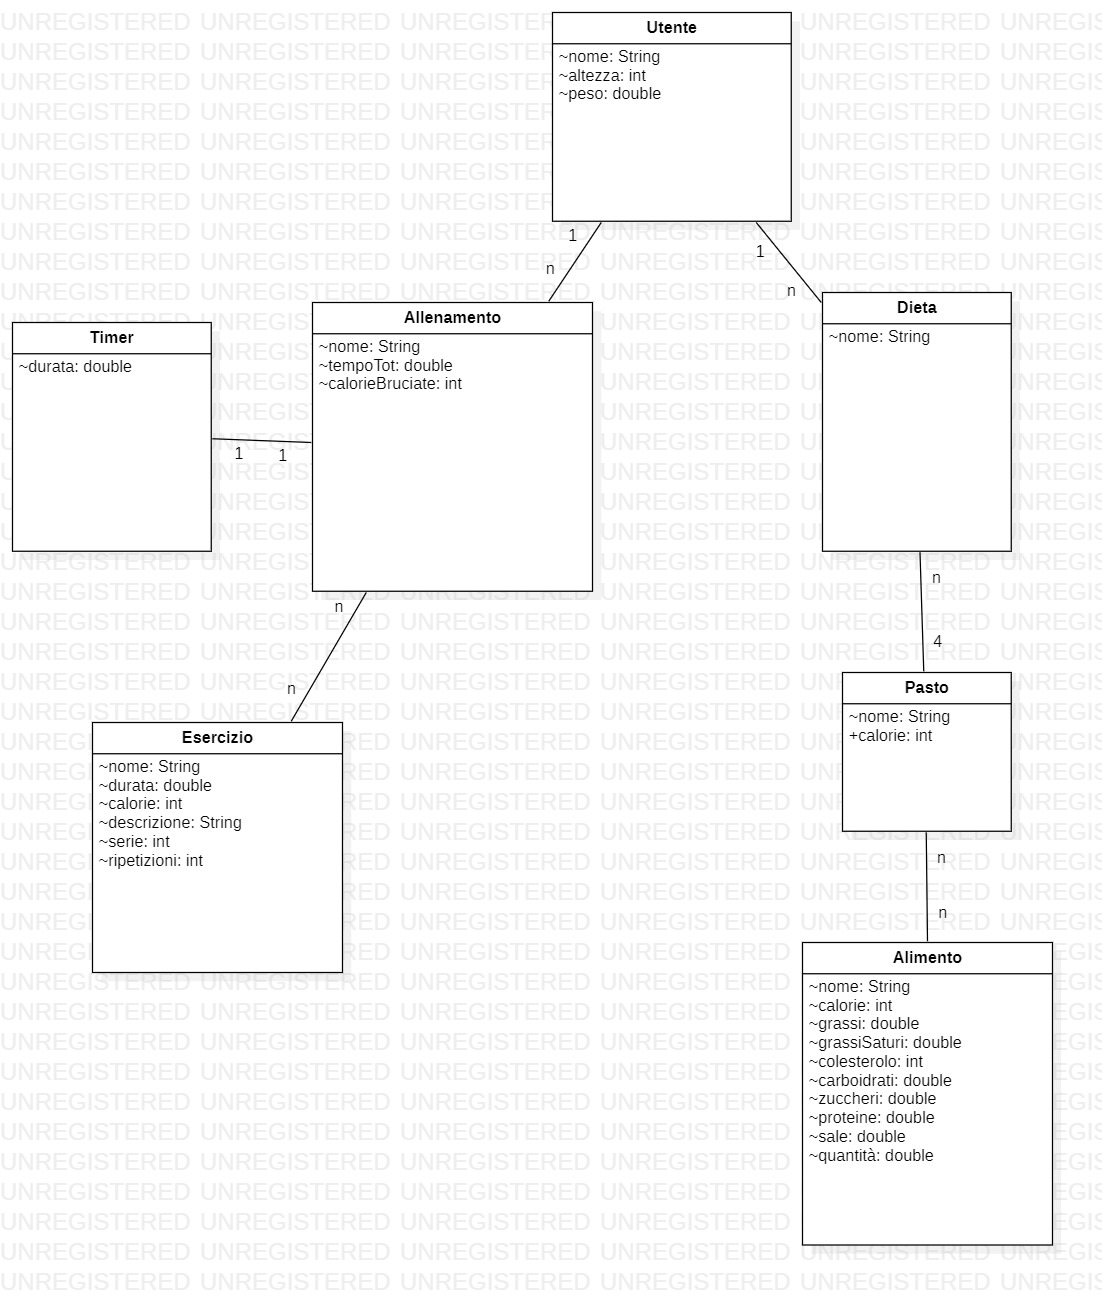 Utente
~nome: String
~altezza: int
~peso: double
1
1
n
n
Allenamento
~nome: String
~tempoTot: double
~calorieBruciate: int
Dieta
~nome: String
Timer
~durata: double
1
1
n
n
n
4
Esercizio
~nome: String
~durata: double
~calorie: int
~descrizione: String
~serie: int
~ripetizioni: int
Pasto
~nome: String
+calorie: int
n
n
Alimento
~nome: String
~calorie: int
~grassi: double
~grassiSaturi: double
~colesterolo: int
~carboidrati: double
~zuccheri: double
~proteine: double
~sale: double
~quantità: double
UNREGISTERED